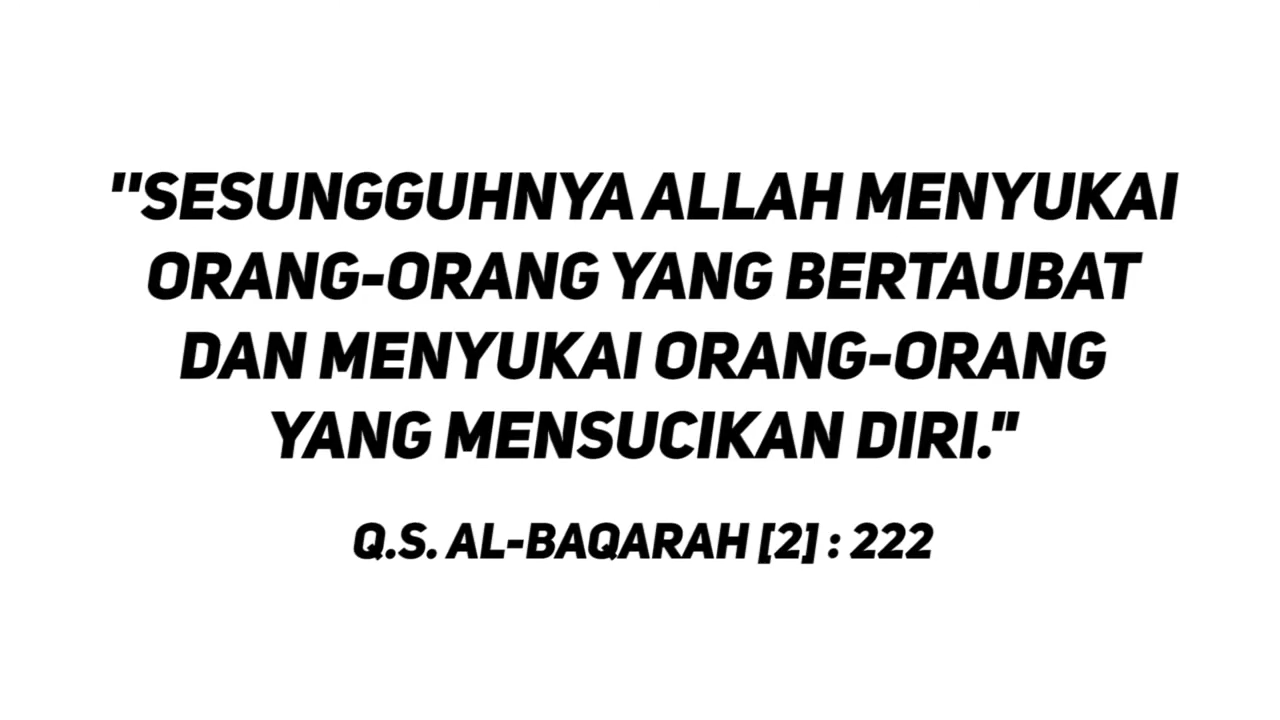 "SESUNGGUHNYA ALLAH MENYUKAI
ORANG-ORANG YANG BERTAUBAT
DAN MENYUKAI ORANG-ORANG
YANG MENSUCIKAN DIRI."
Q.S. AL-BAQARAH [2] : 222